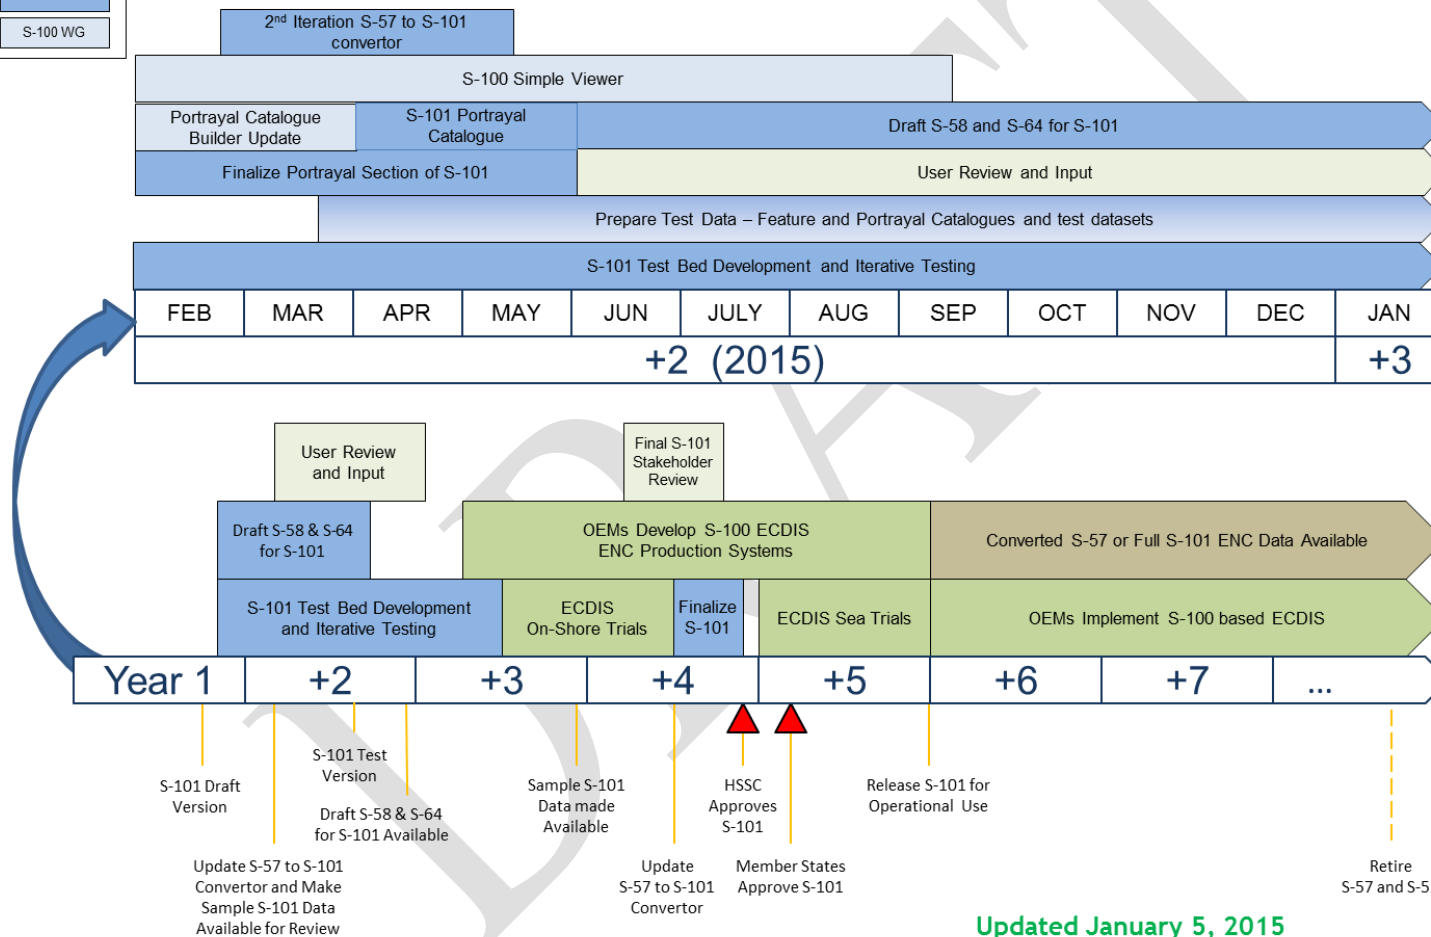 S-100 WG
2nd Iteration S-57 to S-101
convertor
S-100 Simple Viewer
Portrayal Catalogue
Builder Update
S-101 Portrayal
Catalogue
Draft S-58 and S-64 for S-101
Finalize Portrayal Section of S-101
User Review and Input
Prepare Test Data – Feature and Portrayal Catalogues and test datasets
S-101 Test Bed Development and Iterative Testing
FEB MAR APR MAY JUN JULY AUG SEP OCT NOV DEC JAN
+2 (2015) +3
User Review
and Input
Final S-101
Stakeholder
Review
Draft S-58 & S-64
for S-101
OEMs Develop S-100 ECDIS
ENC Production Systems
Converted S-57 or Full S-101 ENC Data Available
S-101 Test Bed Development
and Iterative Testing
ECDIS
On-Shore Trials
Finalize
S-101
ECDIS Sea Trials
OEMs Implement S-100 based ECDIS
Year 1 +2 +3 +4 +5 +6 +7 ...
S-101 Draft
Version
S-101 Test
Version
Draft S-58 & S-64
for S-101 Available
Sample S-101
Data made
Available
HSSC
Approves
S-101
Release S-101 for
Operational Use
Update S-57 to S-101
Convertor and Make
Sample S-101 Data
Available for Review
Update
S-57 to S-101
Convertor
Member States
Approve S-101
Retire
S-57 and S-5
Updated January 5, 2015
DRAFT